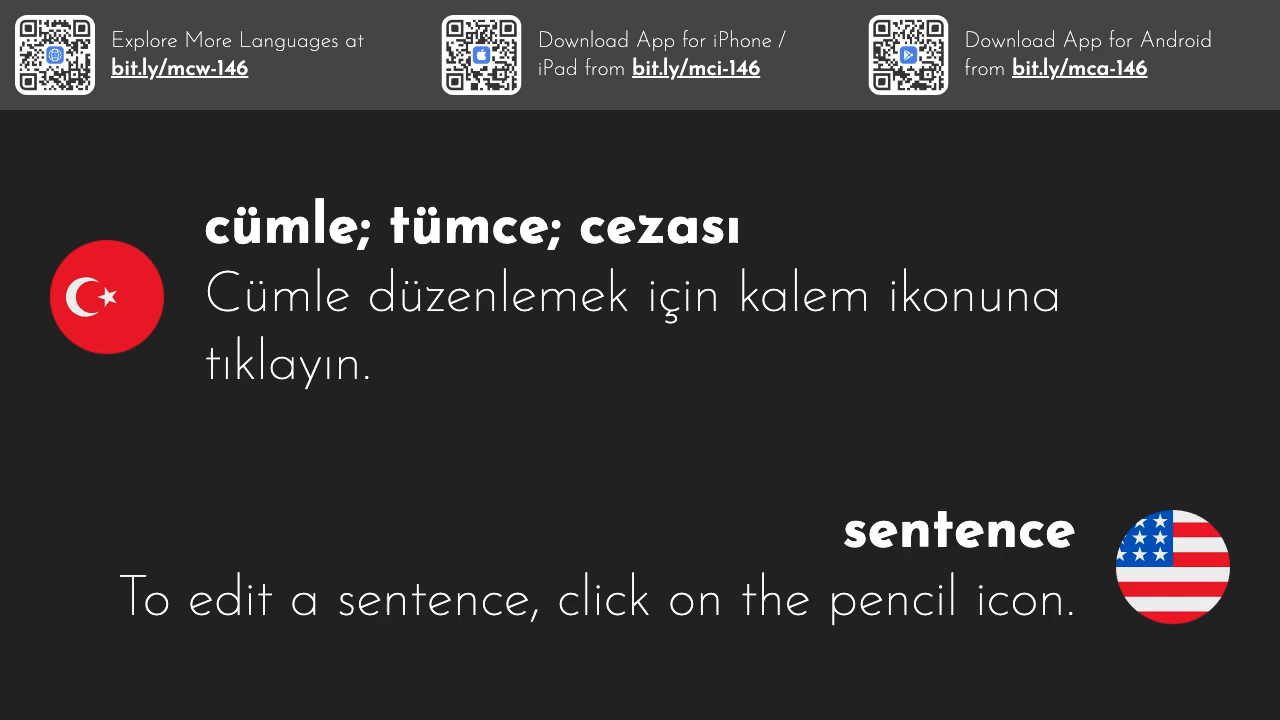 Explore More Languages at
bit.ly/mcw-146
Download App for iPhone /
iPad from bit.ly/mci-146
Download App for Android
from bit.ly/mca-146
cümle; tümce; cezası
Cümle düzenlemek için kalem ikonuna
tıklayın.
sentence
To edit a sentence, click on the pencil icon.